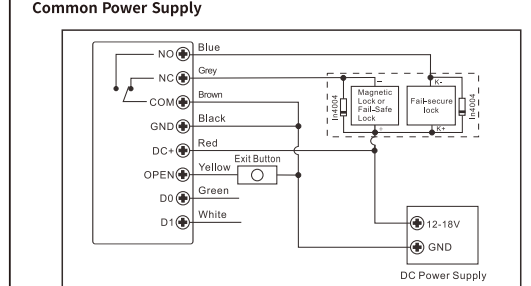 Common Power Supply
NO Blue
NC Grey
COM Brown
GND Black
DC+ Red
OPEN Yellow Exit Button
D0 Green
D1 White
In4004
−
Magnetic
Lock or
Fail-Safe
Lock
+
K-
Fail-secure
lock
K+
In4004
12-18V
GND
DC Power Supply